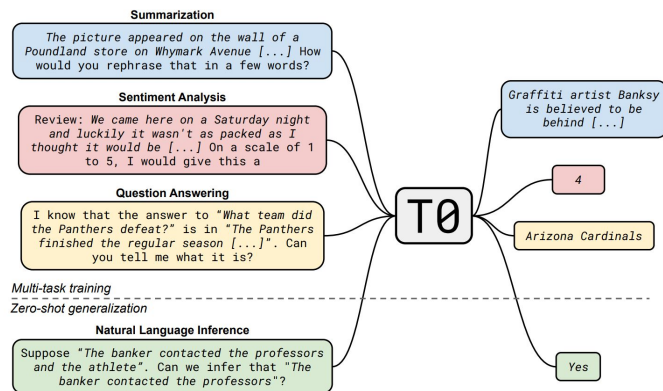 Summarization
The picture appeared on the wall of a
Poundland store on Whymark Avenue [...] How
would you rephrase that in a few words?
Sentiment Analysis
Review: We came here on a Saturday night
and luckily it wasn't as packed as I
thought it would be [...] On a scale of 1
to 5, I would give this a
Question Answering
I know that the answer to “What team did
the Panthers defeat?” is in “The Panthers
finished the regular season [...]”. Can
you tell me what it is?
Multi-task training
Zero-shot generalization
Natural Language Inference
Suppose “The banker contacted the professors
and the athlete”. Can we infer that "The
banker contacted the professors"?
T0
Graffiti artist Banksy
is believed to be
behind [...]
4
Arizona Cardinals
Yes